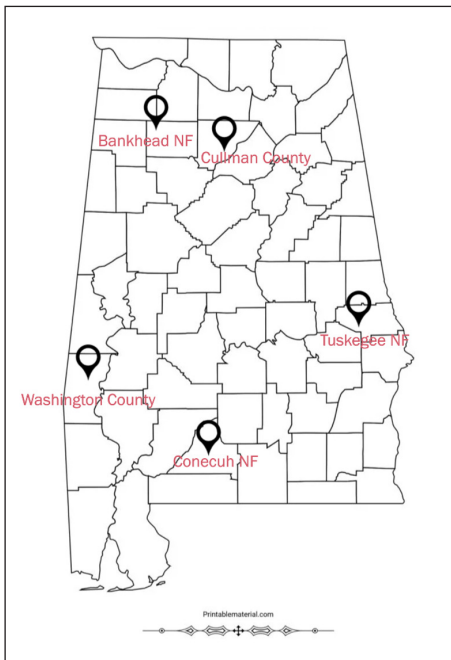 Bankhead NF
Cullman County
Tuskegee NF
Washington County
Conecuh NF
Printablematerial.com